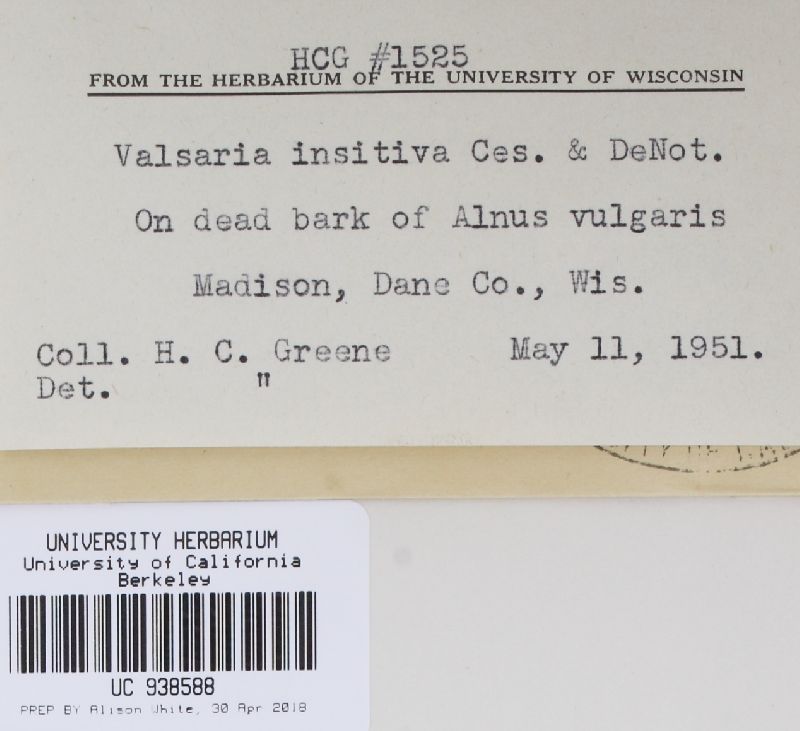 HCG #1525
FROM THE HERBARIUM OF THE UNIVERSITY OF WISCONSIN
Valsaria insitiva Ces. & DeNot.
On dead bark of Alnus vulgaris
Madison, Dane Co., Wis.
Coll. H. C. Greene May 11, 1951.
Det. "
UNIVERSITY HERBARIUM
University of California
Berkeley
UC 938588
PREP BY Alison White, 30 Apr 2018